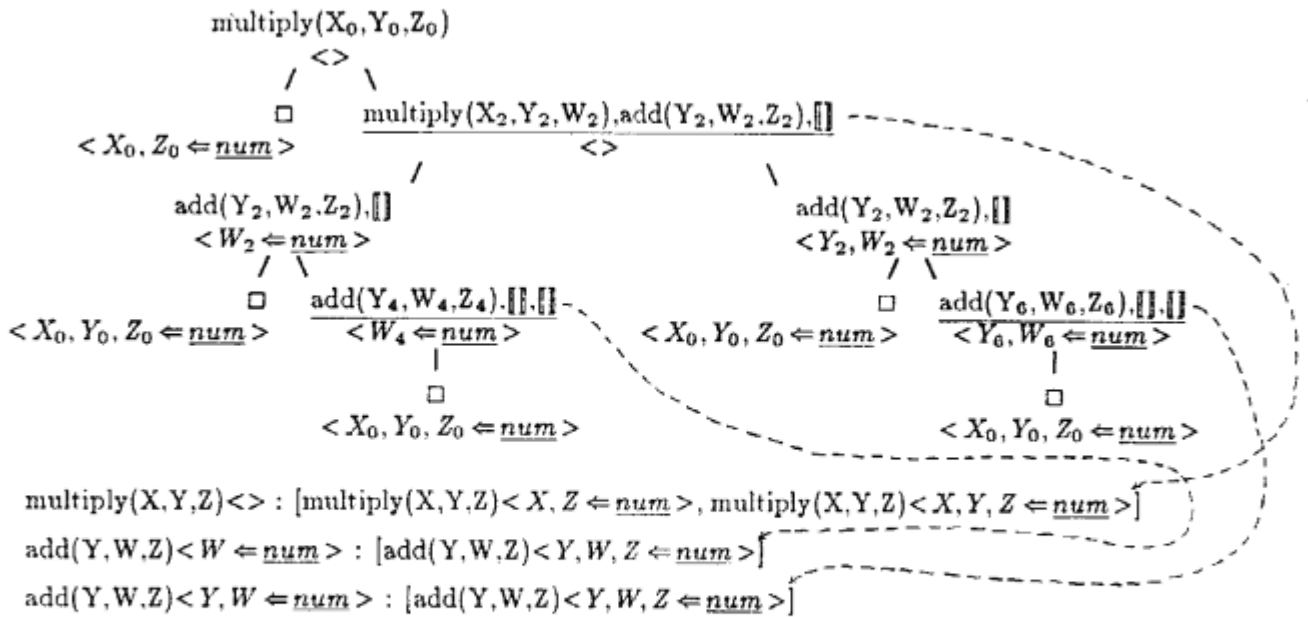 multiply(X₀,Y₀,Z₀)
<>
□ multiply(X₂,Y₂,W₂),add(Y₂,W₂.Z₂),[]
< X₀, Z₀ ⇐ num > <>
add(Y₂,W₂.Z₂),[] add(Y₂,W₂,Z₂),[]
< W₂ ⇐ num > < Y₂, W₂ ⇐ num >
□ add(Y₄,W₄,Z₄).[],[] □ add(Y₆,W₆,Z₆),[].[]
< X₀, Y₀, Z₀ ⇐ num > < W₄ ⇐ num > < X₀, Y₀, Z₀ ⇐ num > < Y₆, W₆ ⇐ num >
□ □
< X₀, Y₀, Z₀ ⇐ num > < X₀, Y₀, Z₀ ⇐ num >
multiply(X,Y,Z)<> : [multiply(X,Y,Z)< X, Z ⇐ num >, multiply(X,Y,Z)< X, Y, Z ⇐ num >]
add(Y,W,Z)< W ⇐ num > : [add(Y,W,Z)< Y, W, Z ⇐ num >]
add(Y,W,Z)< Y, W ⇐ num > : [add(Y,W,Z)< Y, W, Z ⇐ num >]